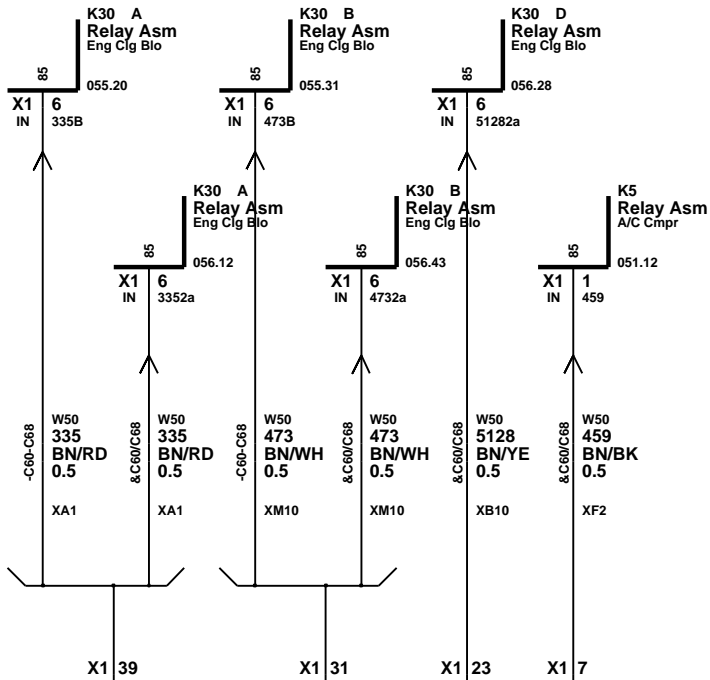 K30 A
Relay Asm
Eng Clg Blo
85
055.20
X1 6
IN 335B
K30 B
Relay Asm
Eng Clg Blo
85
055.31
X1 6
IN 473B
K30 D
Relay Asm
Eng Clg Blo
85
056.28
X1 6
IN 51282a
K30 A
Relay Asm
Eng Clg Blo
85
056.12
X1 6
IN 3352a
K30 B
Relay Asm
Eng Clg Blo
85
056.43
X1 6
IN 4732a
K5
Relay Asm
A/C Cmpr
85
051.12
X1 1
IN 459
-C60-C68
W50
335
BN/RD
0.5
XA1
&C60/C68
W50
335
BN/RD
0.5
XA1
-C60-C68
W50
473
BN/WH
0.5
XM10
&C60/C68
W50
473
BN/WH
0.5
XM10
&C60/C68
W50
5128
BN/YE
0.5
XB10
&C60/C68
W50
459
BN/BK
0.5
XF2
X1 39
X1 31
X1 23
X1 7